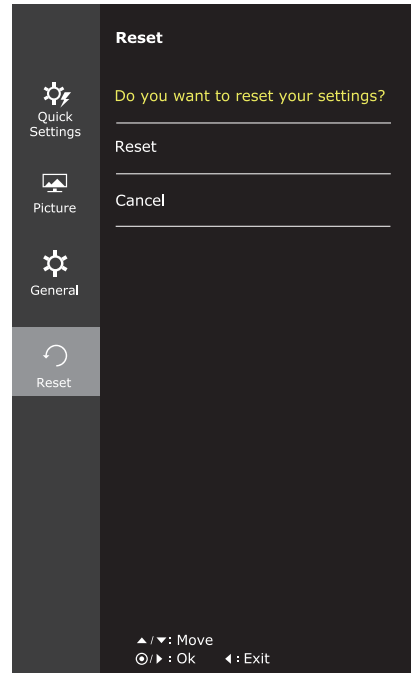 Reset
Do you want to reset your settings?
Reset
Cancel
Quick
Settings
Picture
General
Reset
▲/▼: Move
◉/▶: Ok ◀: Exit